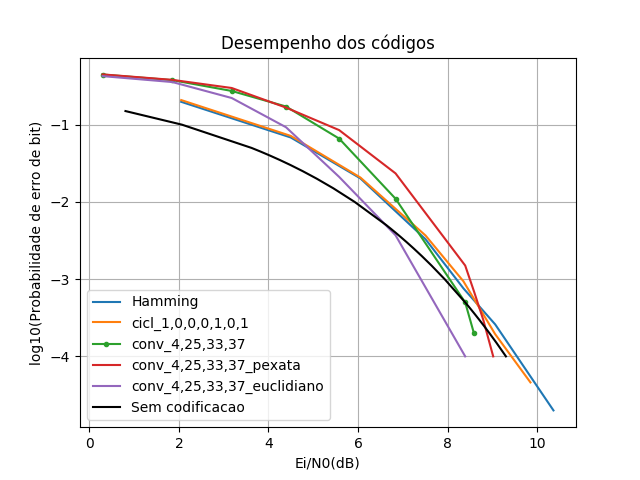 Desempenho dos códigos
log10(Probabilidade de erro de bit)
−1
−2
−3
−4
Hamming
cicl_1,0,0,0,1,0,1
conv_4,25,33,37
conv_4,25,33,37_pexata
conv_4,25,33,37_euclidiano
Sem codificacao
0 2 4 6 8 10
Ei/N0(dB)